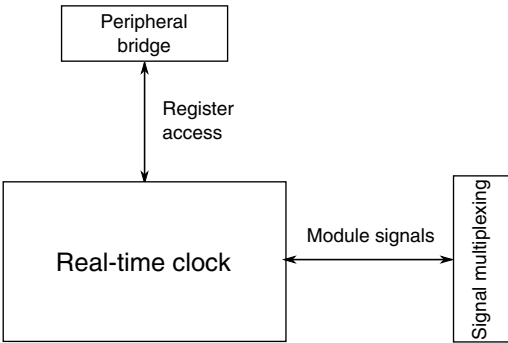 Peripheral
bridge
Register
access
Real-time clock
Module signals
Signal multiplexing